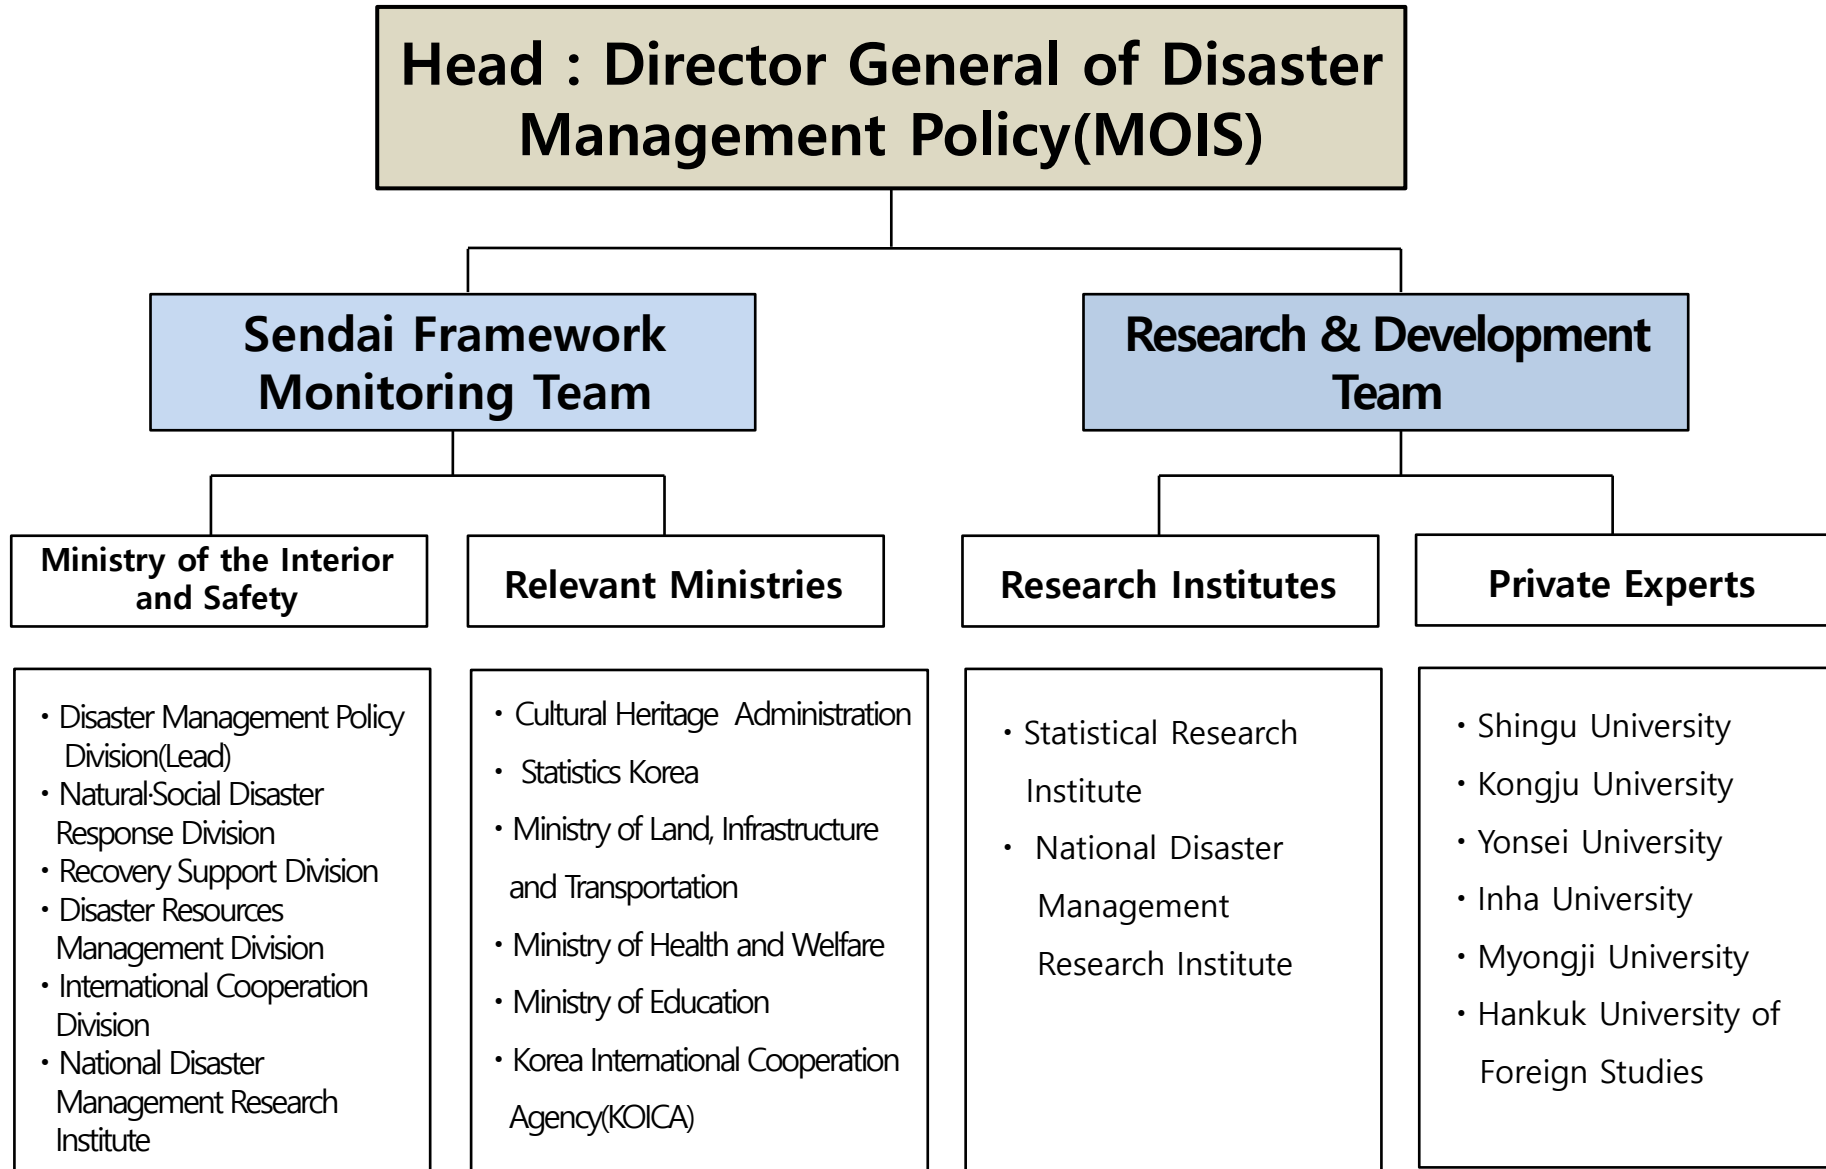 Head : Director General of Disaster
Management Policy(MOIS)
Sendai Framework
Monitoring Team
Research & Development
Team
Ministry of the Interior
and Safety
Relevant Ministries
Research Institutes
Private Experts
・Disaster Management Policy
Division(Lead)
・Natural·Social Disaster
Response Division
・Recovery Support Division
・Disaster Resources
Management Division
・International Cooperation
Division
・National Disaster
Management Research
Institute
・Cultural Heritage Administration
・ Statistics Korea
・Ministry of Land, Infrastructure
and Transportation
・Ministry of Health and Welfare
・Ministry of Education
・Korea International Cooperation
Agency(KOICA)
・Statistical Research
Institute
・ National Disaster
Management
Research Institute
・Shingu University
・Kongju University
・Yonsei University
・Inha University
・Myongji University
・Hankuk University of
Foreign Studies